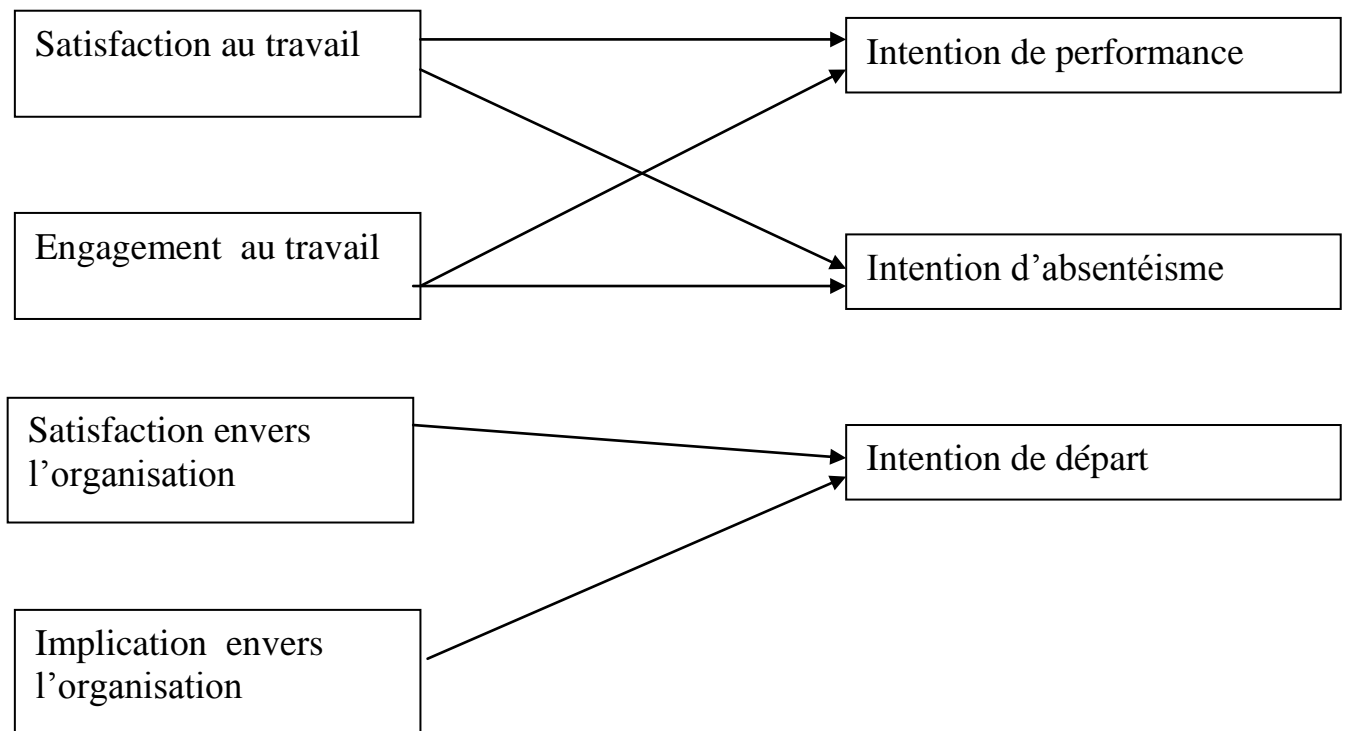 Satisfaction au travail
Intention de performance
Engagement au travail
Intention d’absentéisme
Satisfaction envers
l’organisation
Intention de départ
Implication envers
l’organisation